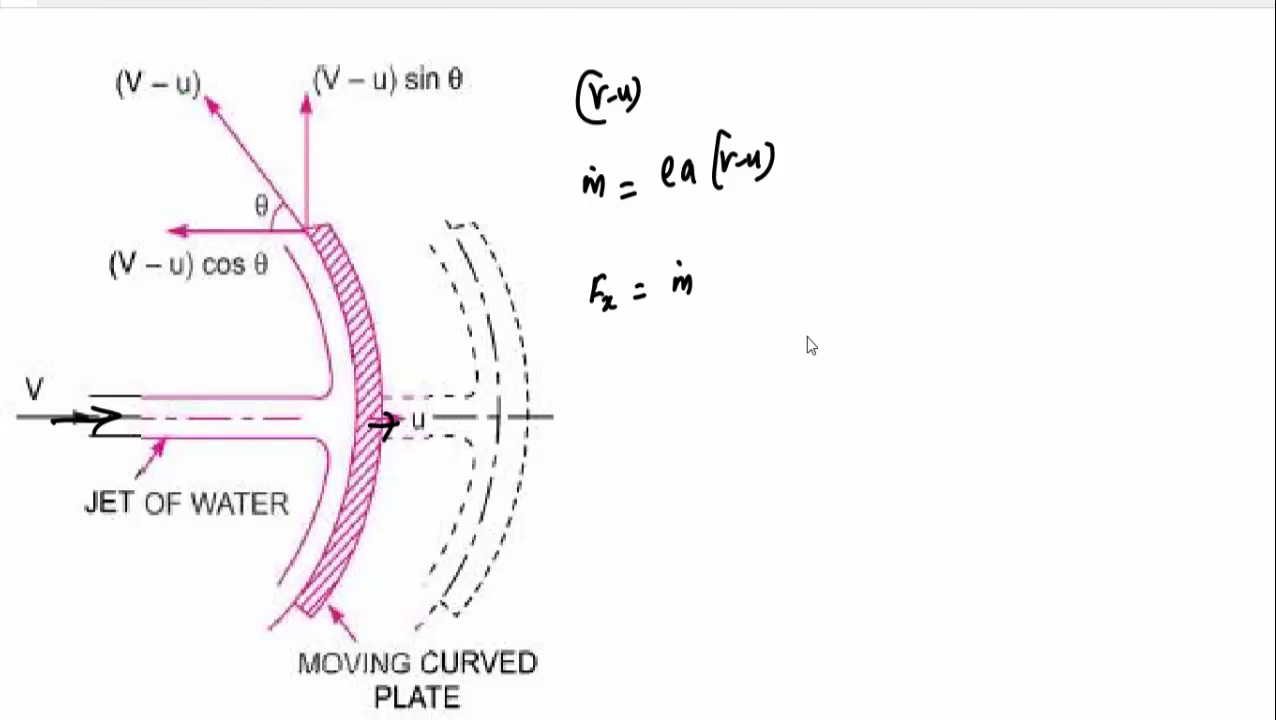 (V – u)
(V – u) sin θ
θ
(V – u) cos θ
V
u
JET OF WATER
MOVING CURVED
PLATE
(V-u)
ṁ = ρa (V-u)
Fx = ṁ